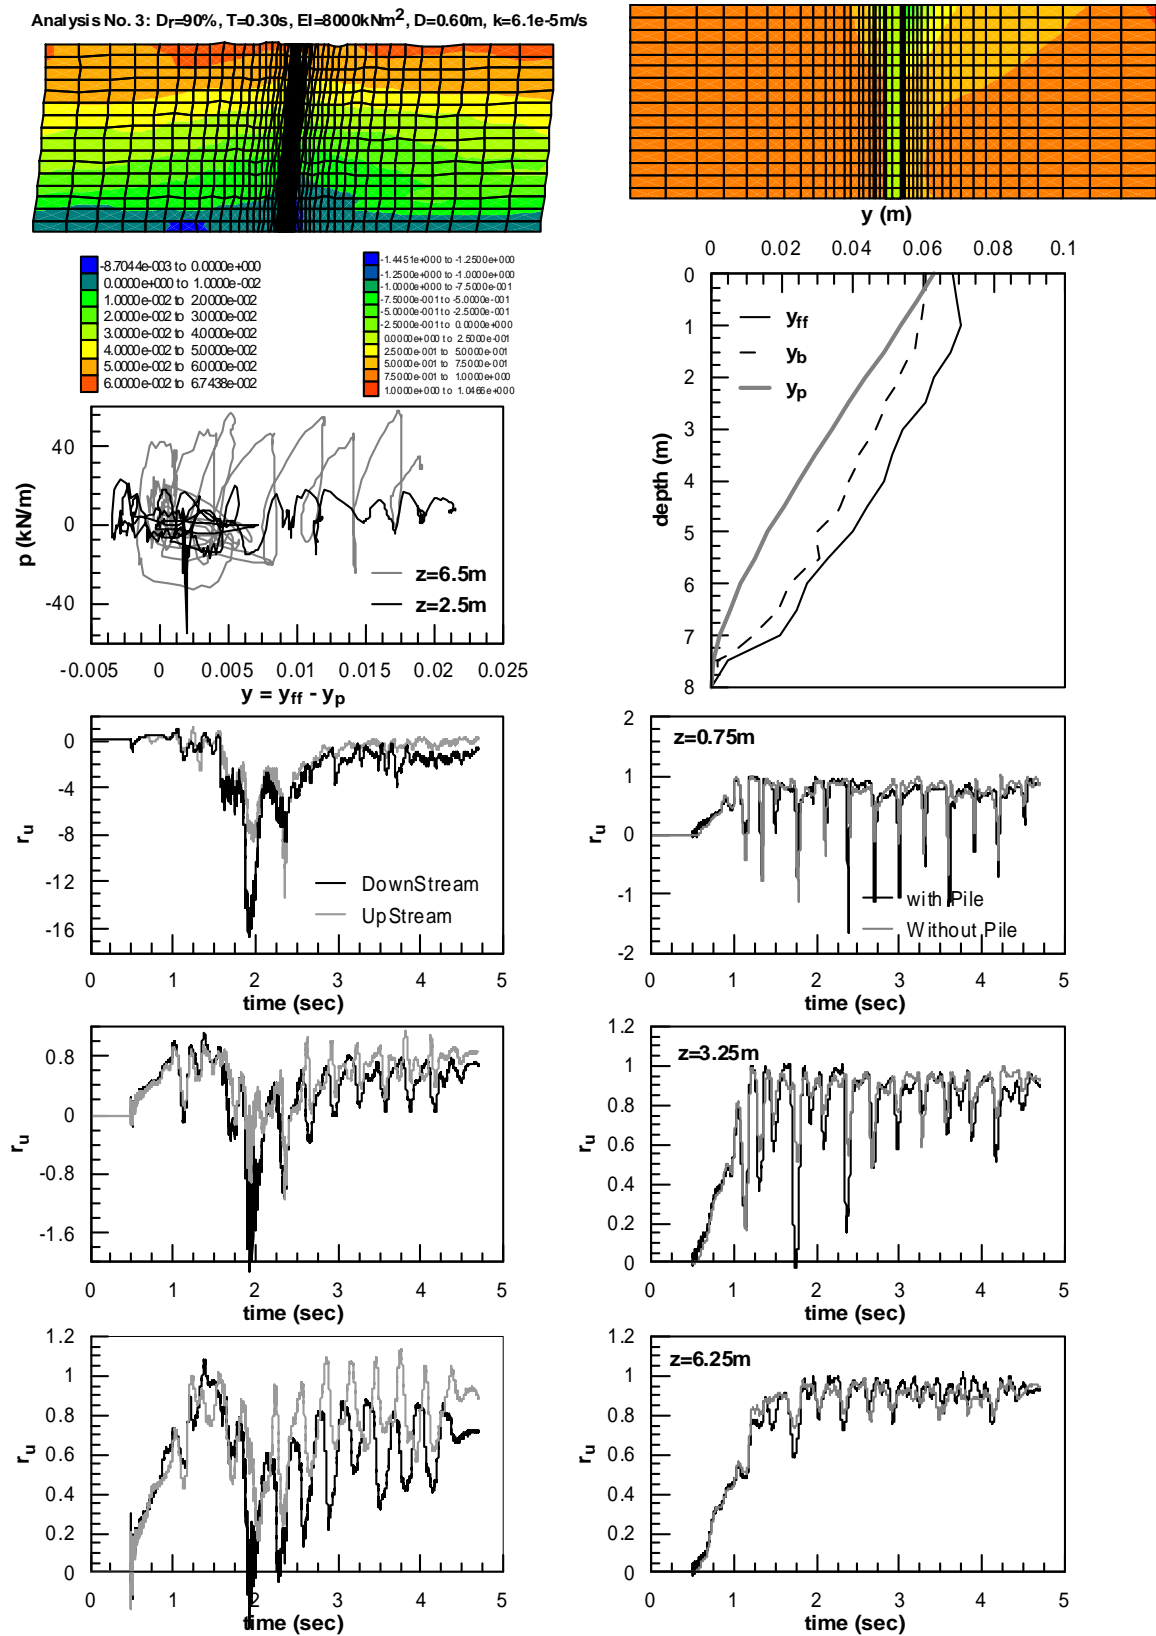 Analysis No. 3: Dr=90%, T=0.30s, EI=8000kNm², D=0.60m, k=6.1e-5m/s
-8.7044e-003 to 0.0000e+000
0.0000e+000 to 1.0000e-002
1.0000e-002 to 2.0000e-002
2.0000e-002 to 3.0000e-002
3.0000e-002 to 4.0000e-002
4.0000e-002 to 5.0000e-002
5.0000e-002 to 6.0000e-002
6.0000e-002 to 6.7438e-002
-1.4451e+000 to -1.2500e+000
-1.2500e+000 to -1.0000e+000
-1.0000e+000 to -7.5000e-001
-7.5000e-001 to -5.0000e-001
-5.0000e-001 to -2.5000e-001
-2.5000e-001 to 0.0000e+000
0.0000e+000 to 2.5000e-001
2.5000e-001 to 5.0000e-001
5.0000e-001 to 7.5000e-001
7.5000e-001 to 1.0000e+000
1.0000e+000 to 1.0466e+000
y (m)
0 0.02 0.04 0.06 0.08 0.1
0
1
2
3
4
5
6
7
8
depth (m)
yff
yb
yp
40
0
-40
p (kN/m)
z=6.5m
z=2.5m
-0.005 0 0.005 0.01 0.015 0.02 0.025
y = yff - yp
0
-4
-8
-12
-16
ru
DownStream
UpStream
0 1 2 3 4 5
time (sec)
2
1
0
-1
-2
ru
z=0.75m
with Pile
Without Pile
0 1 2 3 4 5
time (sec)
0.8
0
-0.8
-1.6
ru
0 1 2 3 4 5
time (sec)
1.2
1
0.8
0.6
0.4
0.2
0
ru
z=3.25m
0 1 2 3 4 5
time (sec)
1.2
1
0.8
0.6
0.4
0.2
0
ru
0 1 2 3 4 5
time (sec)
1.2
1
0.8
0.6
0.4
0.2
0
ru
z=6.25m
0 1 2 3 4 5
time (sec)